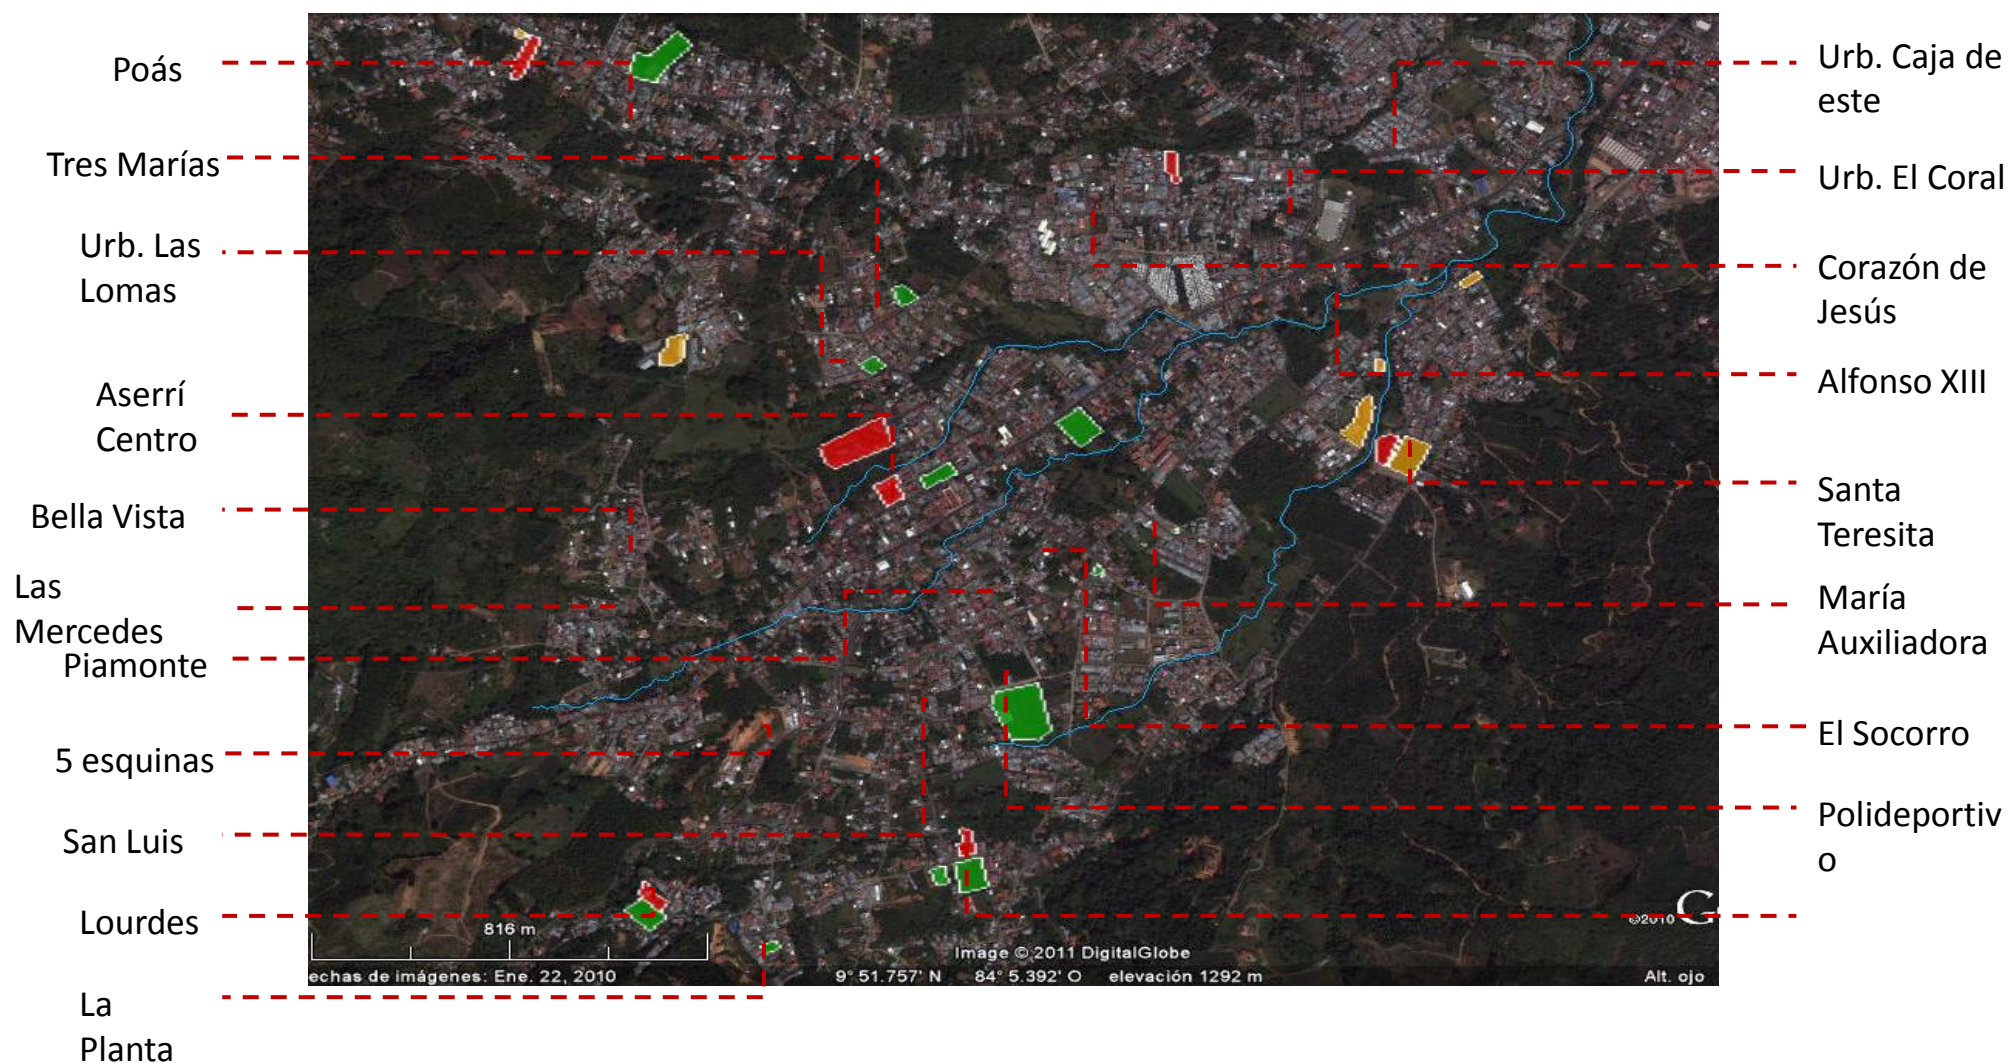 Poás
Tres Marías
Urb. Las
Lomas
Aserrí
Centro
Bella Vista
Las
Mercedes
Piamonte
5 esquinas
San Luis
Lourdes
La
Planta
Urb. Caja de
este
Urb. El Coral
Corazón de
Jesús
Alfonso XIII
Santa
Teresita
María
Auxiliadora
El Socorro
Polideportiv
o
816 m
Image © 2011 DigitalGlobe
©2010 G
echas de imágenes: Ene. 22, 2010
9° 51.757' N 84° 5.392' O elevación 1292 m
Alt. ojo